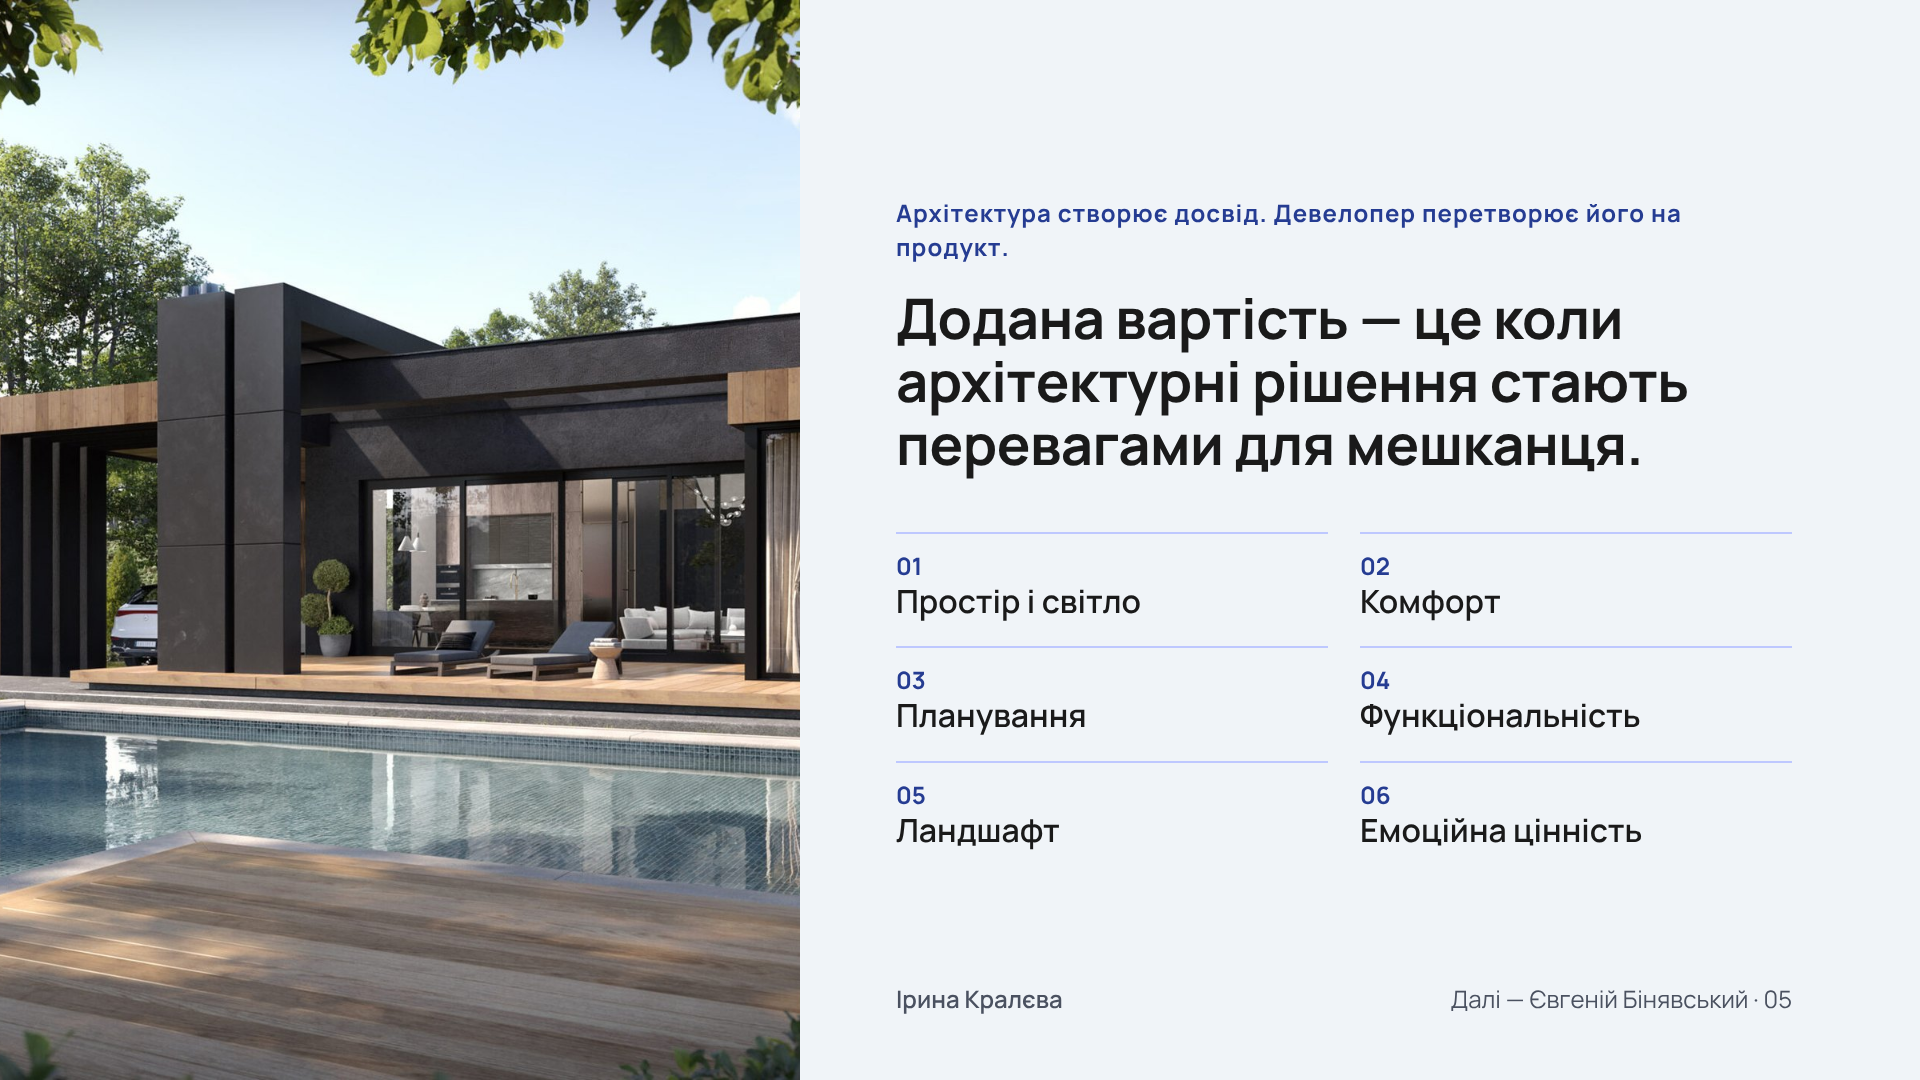 Архітектура створює досвід. Девелопер перетворює його на
продукт.
Додана вартість — це коли
архітектурні рішення стають
перевагами для мешканця.
01
Простір і світло
02
Комфорт
03
Планування
04
Функціональність
05
Ландшафт
06
Емоційна цінність
Ірина Кралєва
Далі — Євгеній Бінявський · 05